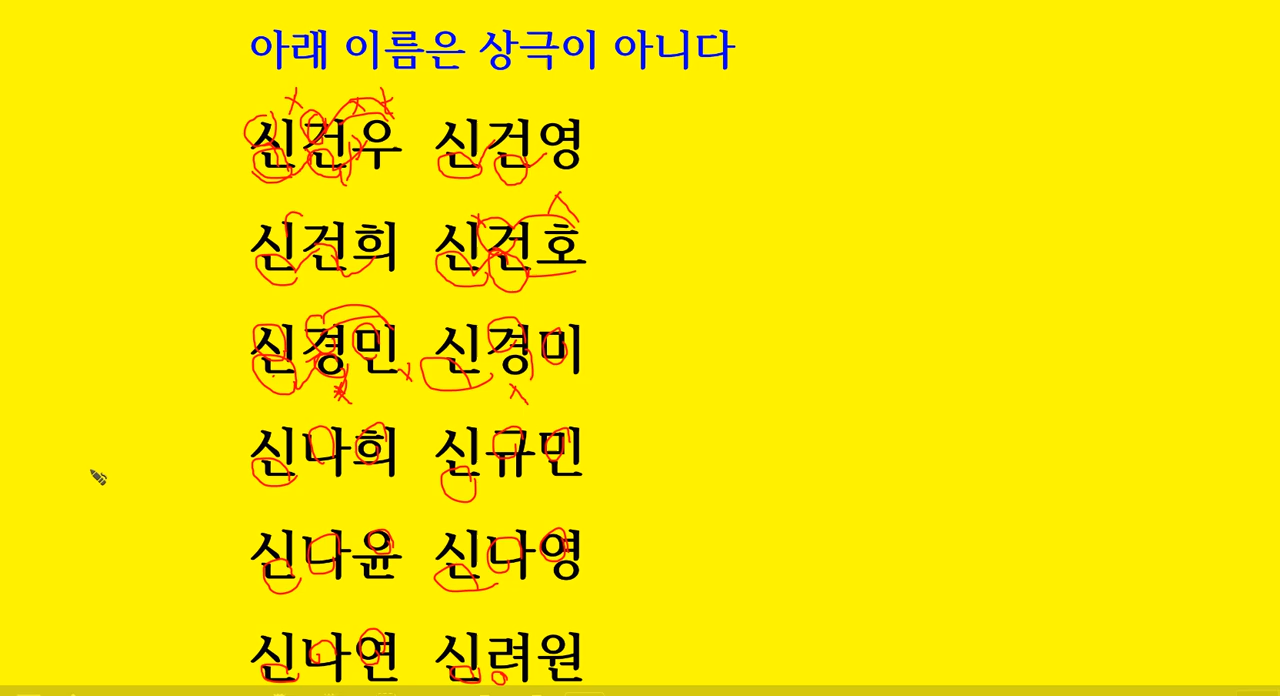 아래 이름은 상극이 아니다
신건우 신건영
신건희 신건호
신경민 신경미
신나희 신규민
신나윤 신나영
신나연 신려원